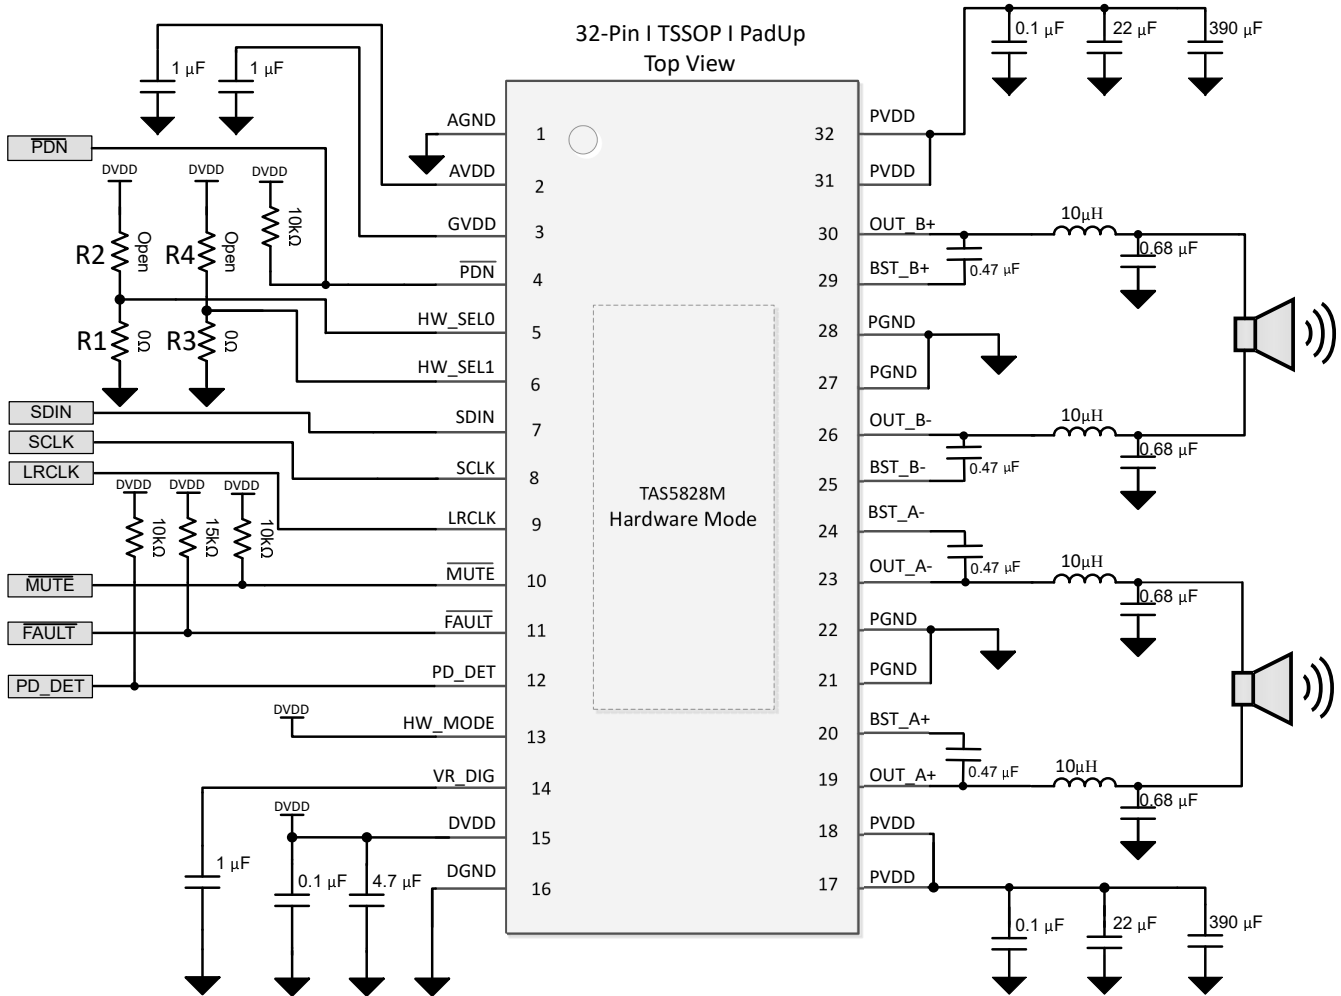 32-Pin I TSSOP I PadUp
Top View
1 µF
1 µF
0.1 µF
22 µF
390 µF
PDN
DVDD
DVDD
DVDD
R2
Open
R4
Open
10kΩ
R1
0Ω
R3
0Ω
SDIN
SCLK
LRCLK
DVDD
DVDD
DVDD
10kΩ
15kΩ
10kΩ
MUTE
FAULT
PD_DET
DVDD
DVDD
1 µF
0.1 µF
4.7 µF
AGND
1
AVDD
2
GVDD
3
PDN
4
HW_SEL0
5
HW_SEL1
6
SDIN
7
SCLK
8
LRCLK
9
MUTE
10
FAULT
11
PD_DET
12
HW_MODE
13
VR_DIG
14
DVDD
15
DGND
16
TAS5828M
Hardware Mode
32
PVDD
31
PVDD
30
OUT_B+
29
BST_B+
28
PGND
27
PGND
26
OUT_B-
25
BST_B-
24
BST_A-
23
OUT_A-
22
PGND
21
PGND
20
BST_A+
19
OUT_A+
18
PVDD
17
PVDD
10µH
0.47 µF
0.68 µF
10µH
0.47 µF
0.68 µF
10µH
0.47 µF
0.68 µF
10µH
0.47 µF
0.68 µF
0.1 µF
22 µF
390 µF